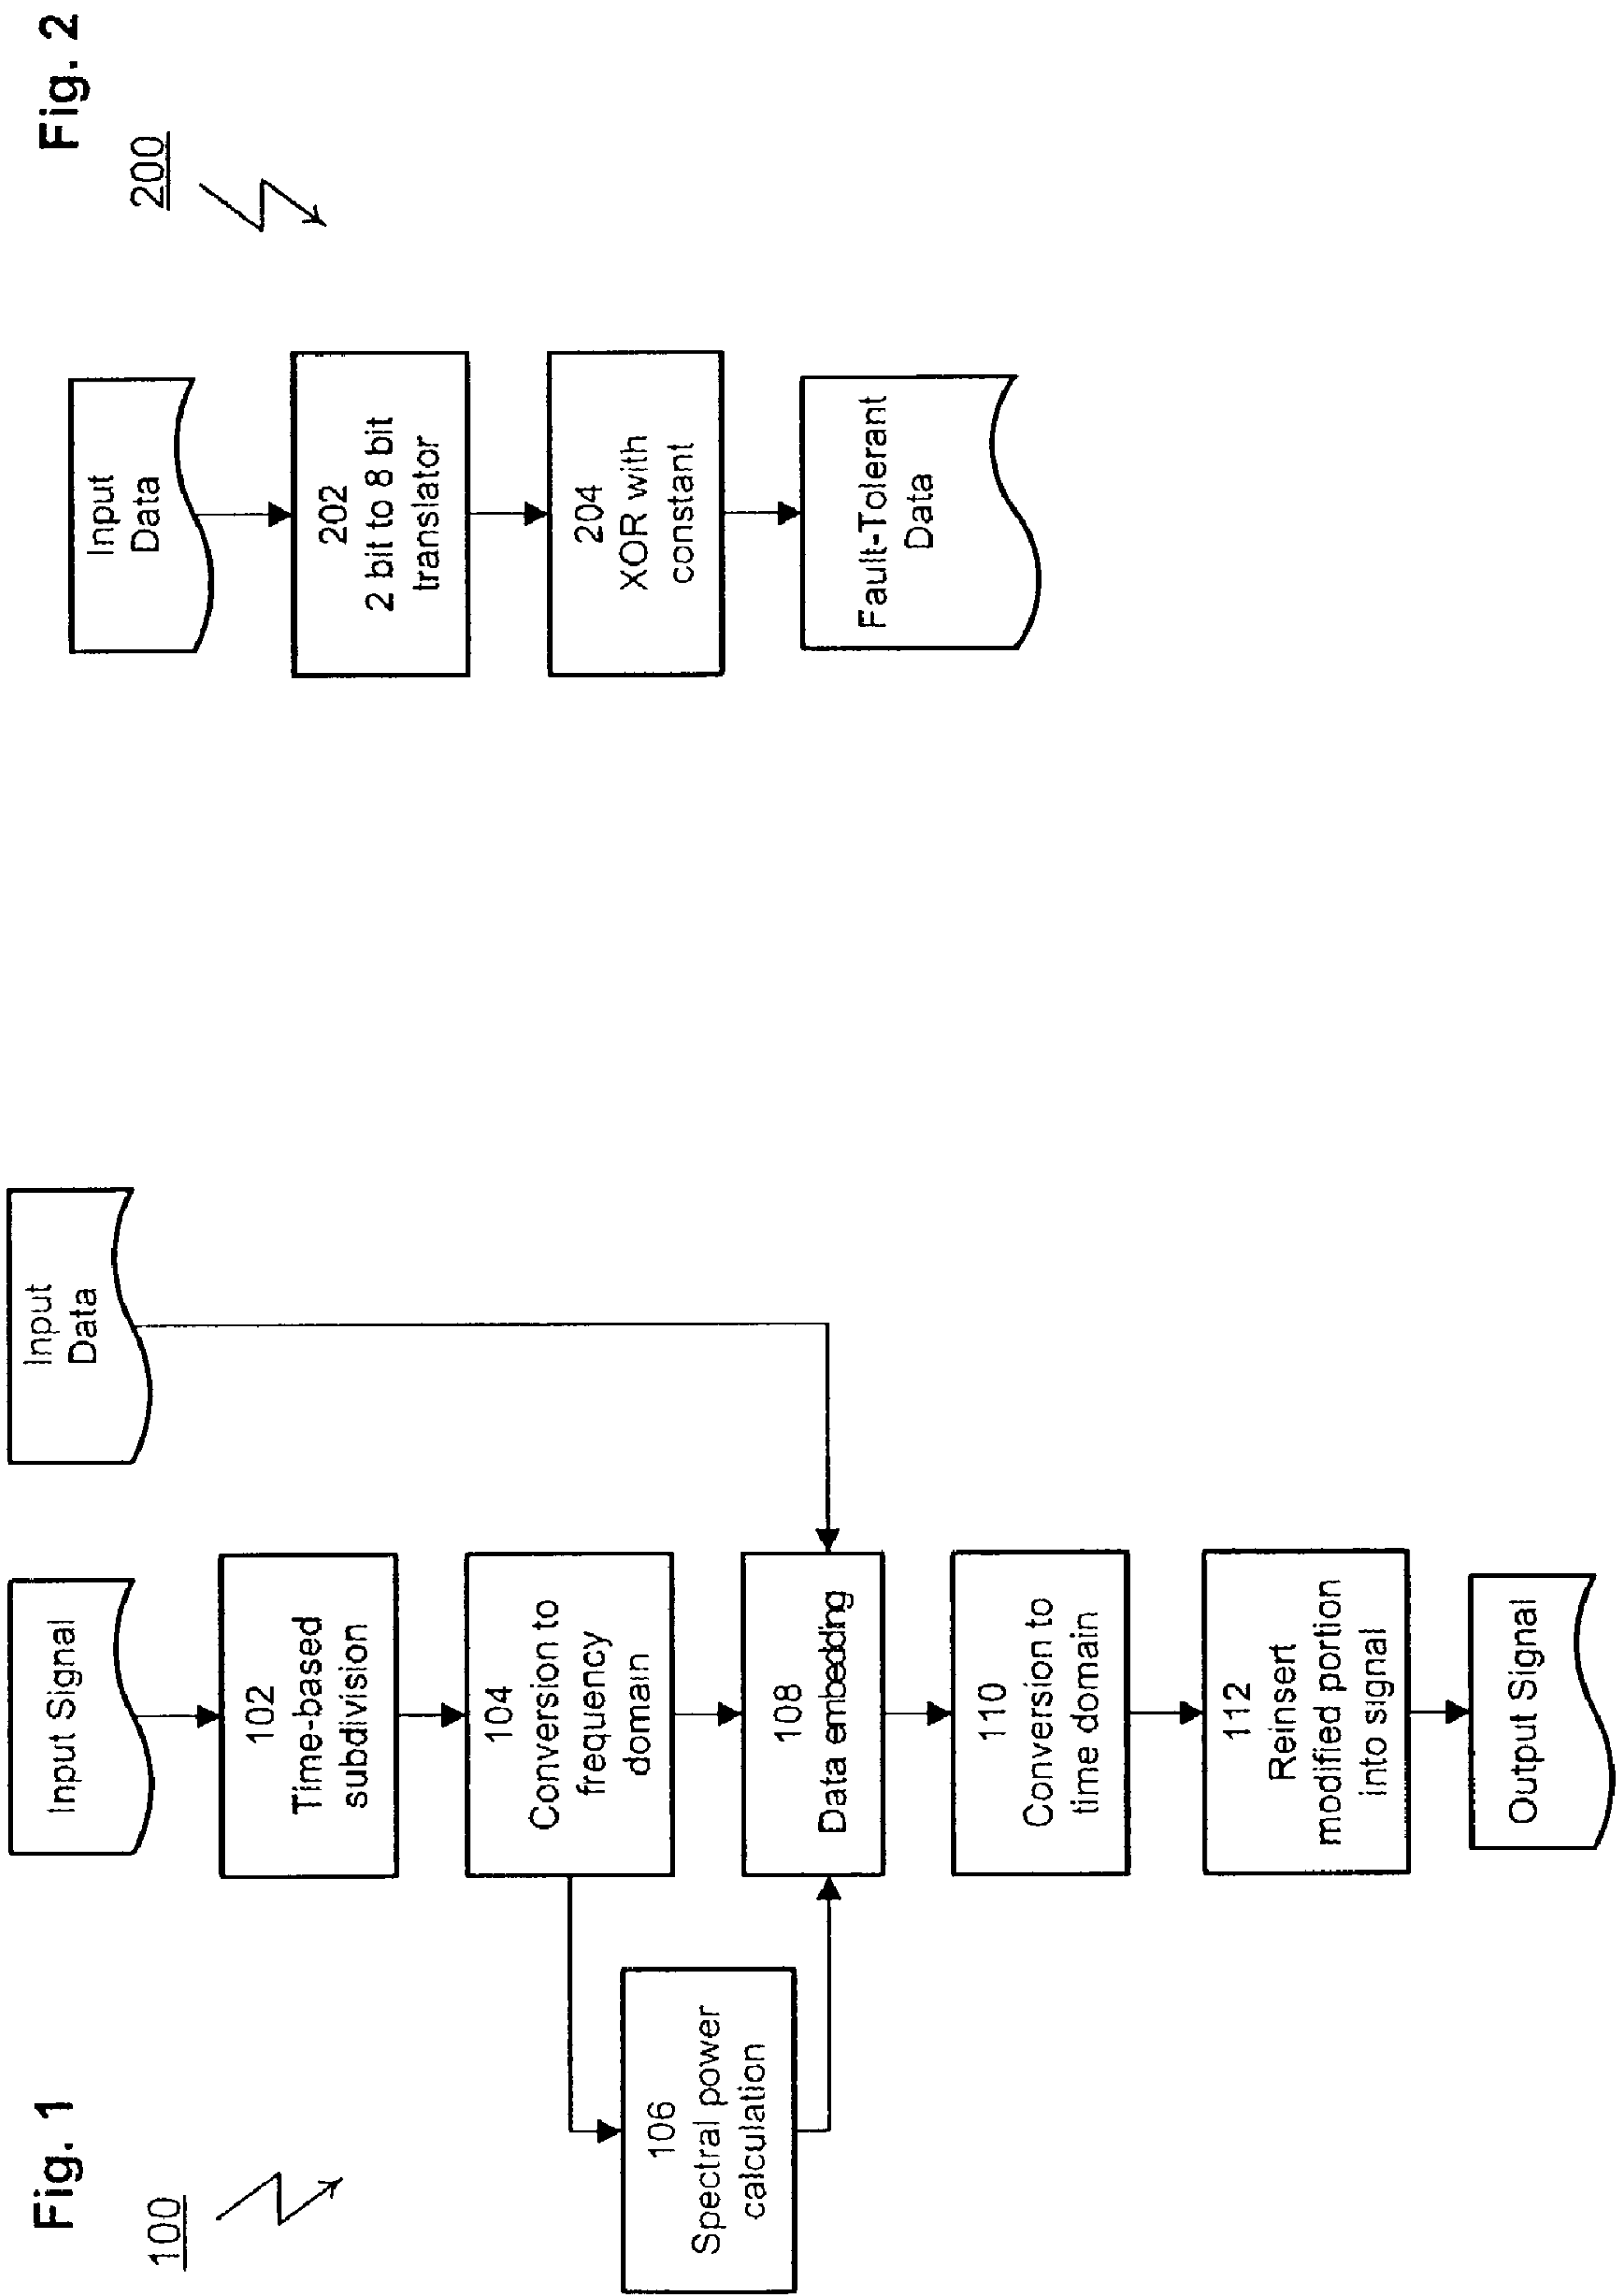 Fig. 1
100
Input Signal
Input
Data
102
Time-based
subdivision
104
Conversion to
frequency
domain
106
Spectral power
calculation
108
Data embedding
110
Conversion to
time domain
112
Reinsert
modified portion
into signal
Output Signal
Fig. 2
200
Input
Data
202
2 bit to 8 bit
translator
204
XOR with
constant
Fault-Tolerant
Data